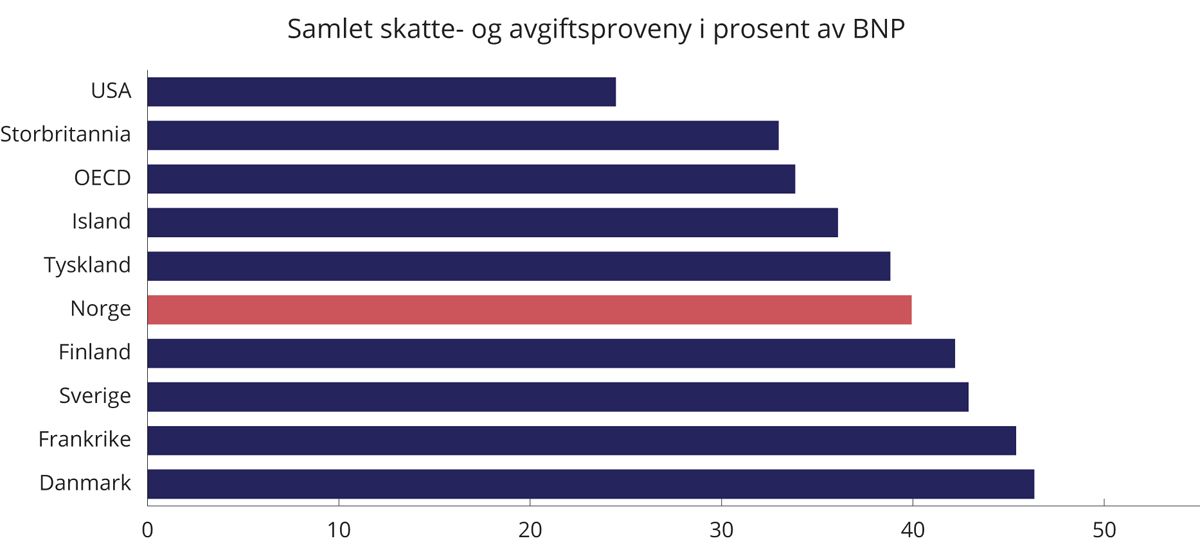 Samlet skatte- og avgiftsproveny i prosent av BNP
USA
Storbritannia
OECD
Island
Tyskland
Norge
Finland
Sverige
Frankrike
Danmark
0 10 20 30 40 50